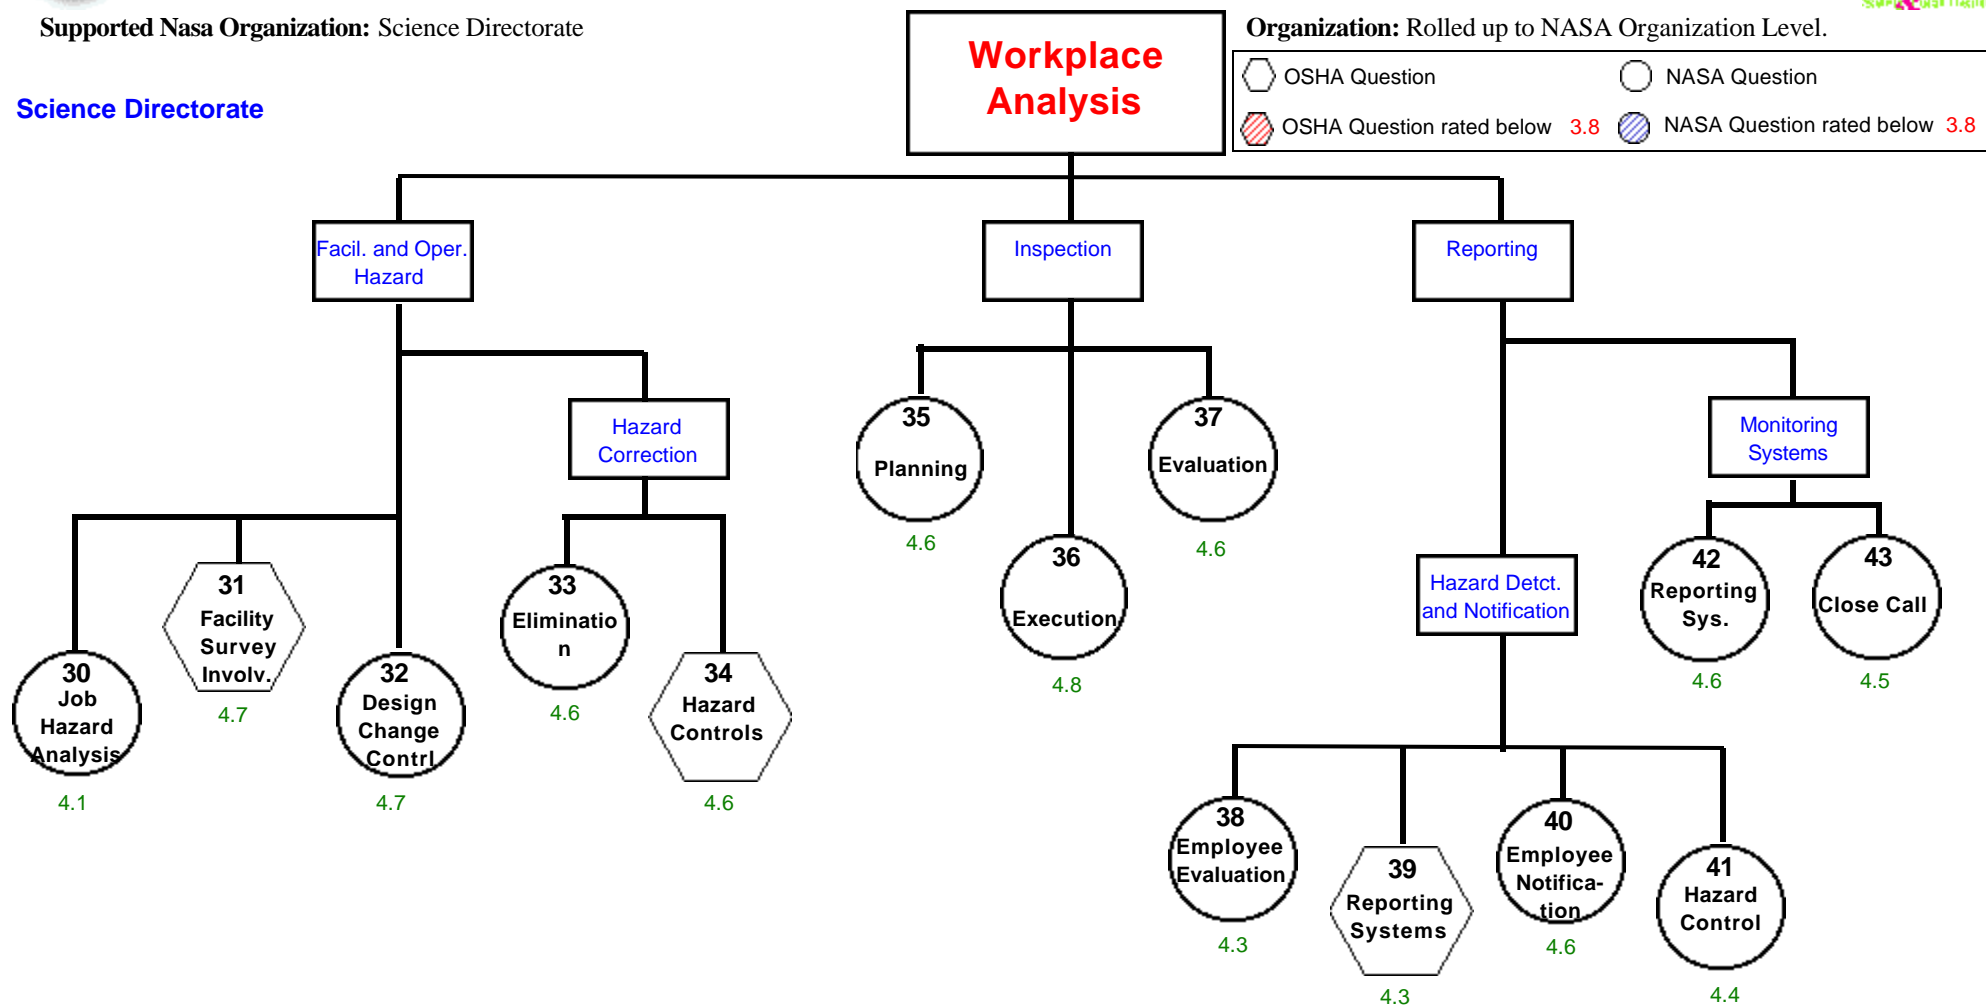 Supported Nasa Organization: Science Directorate
Organization: Rolled up to NASA Organization Level.
Workplace
Analysis
OSHA Question
NASA Question
OSHA Question rated below 3.8
NASA Question rated below 3.8
Science Directorate
Facil. and Oper.
Hazard
Inspection
Reporting
Hazard
Correction
Monitoring
Systems
Hazard Detct.
and Notification
30
Job
Hazard
Analysis
4.1
31
Facility
Survey
Involv.
4.7
32
Design
Change
Contrl
4.7
33
Eliminatio
n
4.6
34
Hazard
Controls
4.6
35
Planning
4.6
36
Execution
4.8
37
Evaluation
4.6
38
Employee
Evaluation
4.3
39
Reporting
Systems
4.3
40
Employee
Notifica-
tion
4.6
41
Hazard
Control
4.4
42
Reporting
Sys.
4.6
43
Close Call
4.5